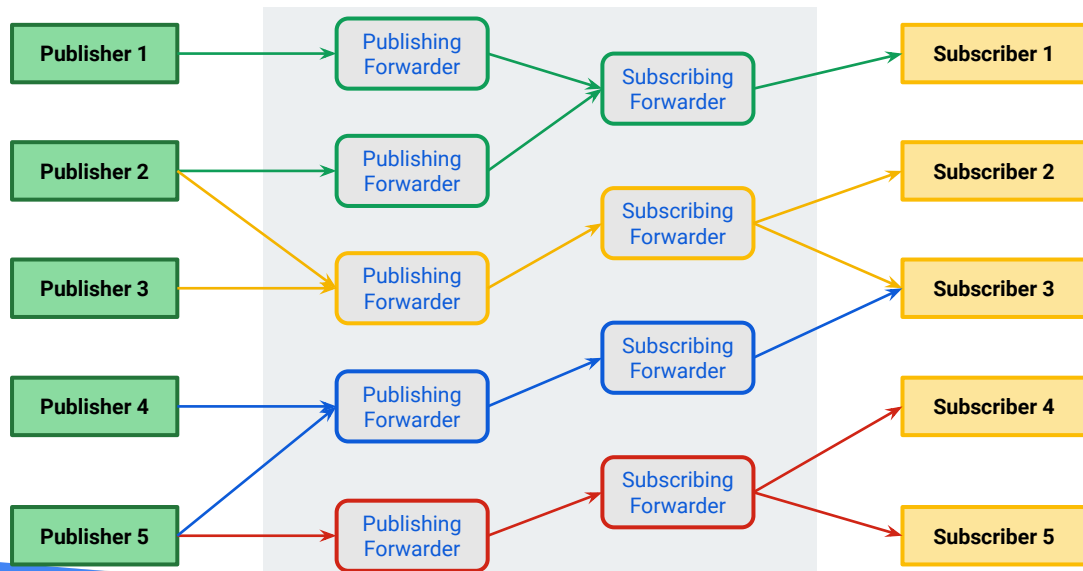 Publisher 1
Publishing
Forwarder
Subscribing
Forwarder
Subscriber 1
Publisher 2
Publishing
Forwarder
Subscribing
Forwarder
Subscriber 2
Publisher 3
Publishing
Forwarder
Subscriber 3
Publisher 4
Publishing
Forwarder
Subscribing
Forwarder
Subscriber 4
Publisher 5
Publishing
Forwarder
Subscribing
Forwarder
Subscriber 5